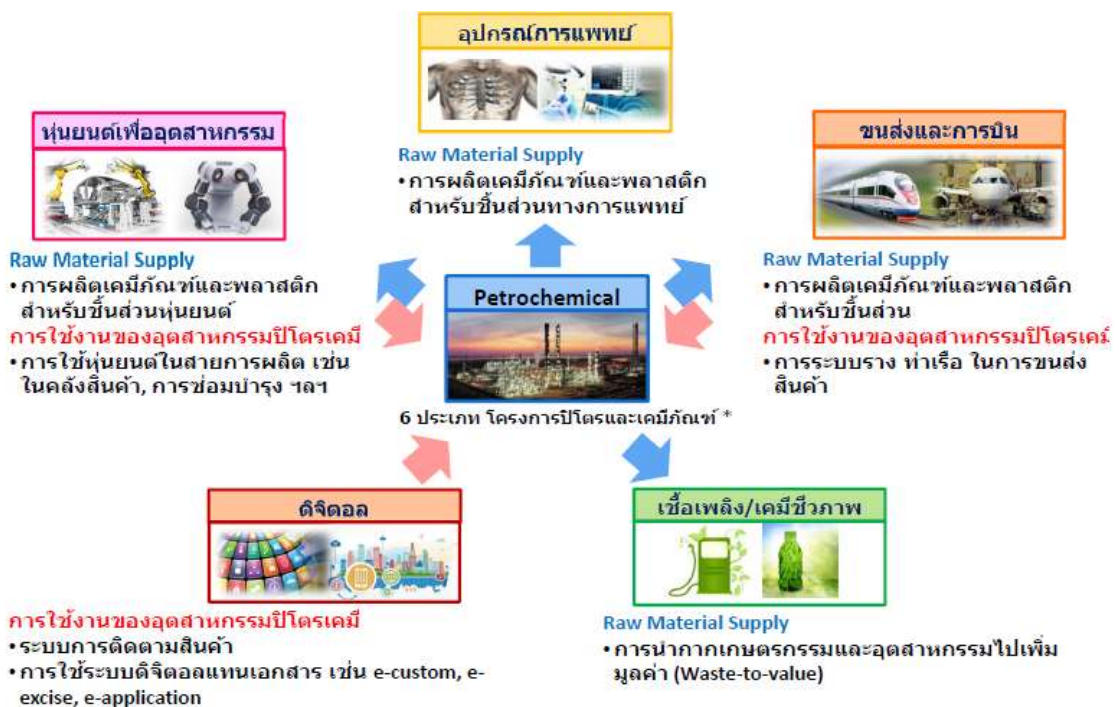 อุปกรณ์การแพทย์
Raw Material Supply
•การผลิตเคมีภัณฑ์และพลาสติก
สำหรับชิ้นส่วนทางการแพทย์
หุ่นยนต์เพื่ออุตสาหกรรม
Raw Material Supply
•การผลิตเคมีภัณฑ์และพลาสติก
สำหรับชิ้นส่วนหุ่นยนต์
การใช้งานของอุตสาหกรรมปิโตรเคมี
•การใช้หุ่นยนต์ในสายการผลิต เช่น
ในคลังสินค้า, การซ่อมบำรุง ฯลฯ
ขนส่งและการบิน
Raw Material Supply
•การผลิตเคมีภัณฑ์และพลาสติก
สำหรับชิ้นส่วน
การใช้งานของอุตสาหกรรมปิโตรเคมี
•การระบบราง ท่าเรือ ในการขนส่ง
สินค้า
Petrochemical
6 ประเภท โครงการปิโตรและเคมีภัณฑ์ *
ดิจิตอล
การใช้งานของอุตสาหกรรมปิโตรเคมี
•ระบบการติดตามสินค้า
•การใช้ระบบดิจิตอลแทนเอกสาร เช่น e-custom, e-
excise, e-application
เชื้อเพลิง/เคมีชีวภาพ
Raw Material Supply
•การนำกากเกษตรกรรมและอุตสาหกรรมไปเพิ่ม
มูลค่า (Waste-to-value)